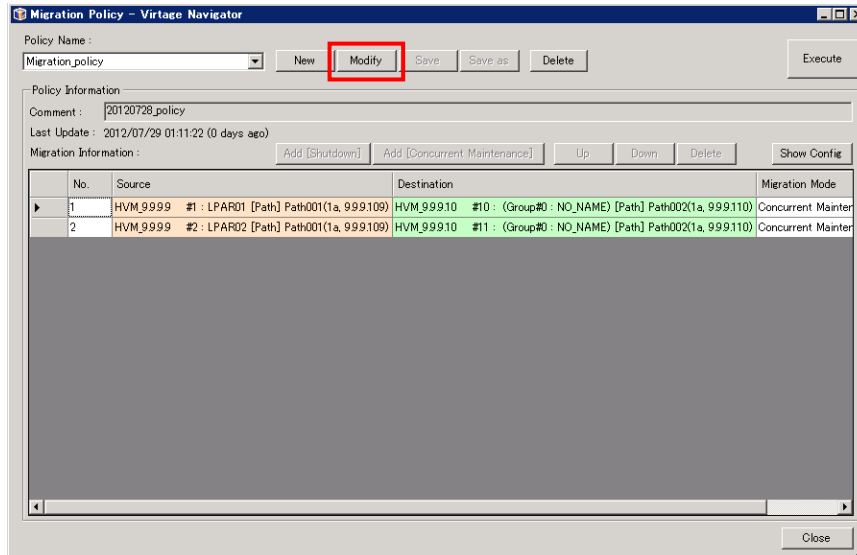 Migration Policy - Virtage Navigator
Policy Name :
Migration_policy New Modify Save Save as Delete Execute
Policy Information
Comment : 20120728_policy
Last Update : 2012/07/29 01:11:22 (0 days ago)
Migration Information : Add [Shutdown] Add [Concurrent Maintenance] Up Down Delete Show Config
No. Source Destination Migration Mode
1 HVM_9.9.9.9 #1 : LPAR01 [Path] Path001(1a, 9.9.9.109) HVM_9.9.9.10 #10 : (Group#0 : NO_NAME) [Path] Path002(1a, 9.9.9.110) Concurrent Mainter
2 HVM_9.9.9.9 #2 : LPAR02 [Path] Path001(1a, 9.9.9.109) HVM_9.9.9.10 #11 : (Group#0 : NO_NAME) [Path] Path002(1a, 9.9.9.110) Concurrent Mainter
Close